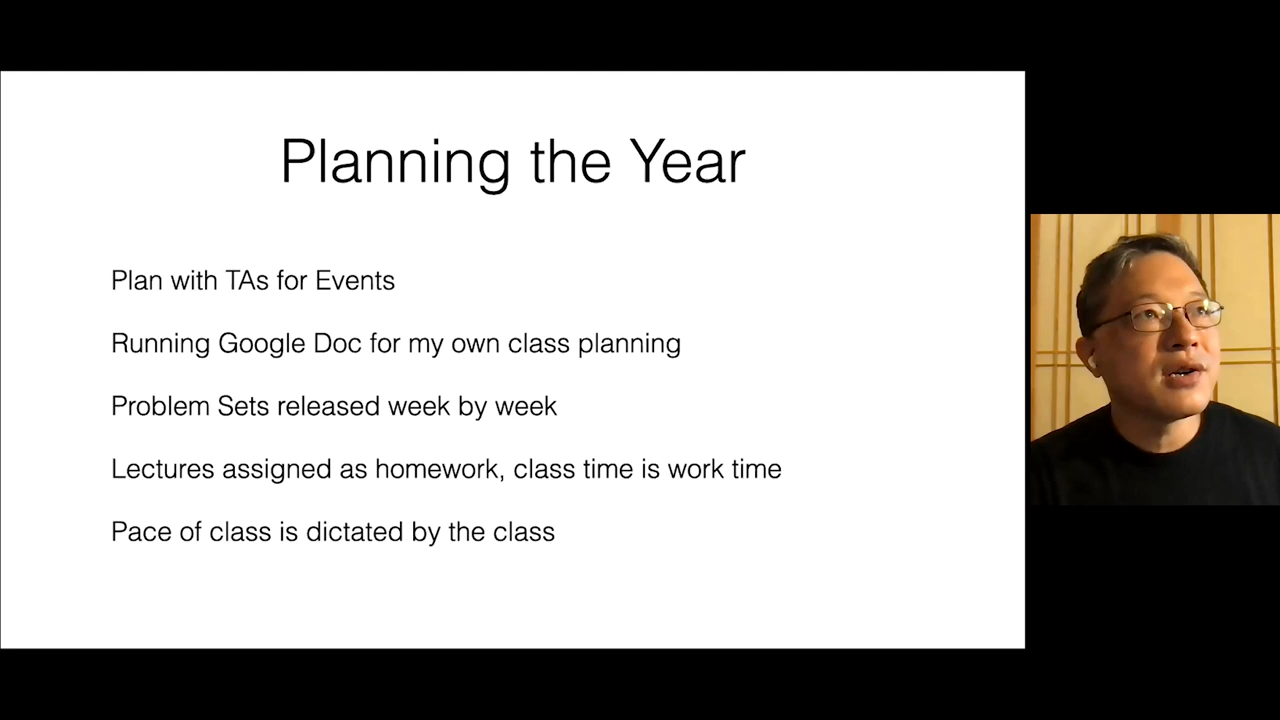 Planning the Year
Plan with TAs for Events
Running Google Doc for my own class planning
Problem Sets released week by week
Lectures assigned as homework, class time is work time
Pace of class is dictated by the class